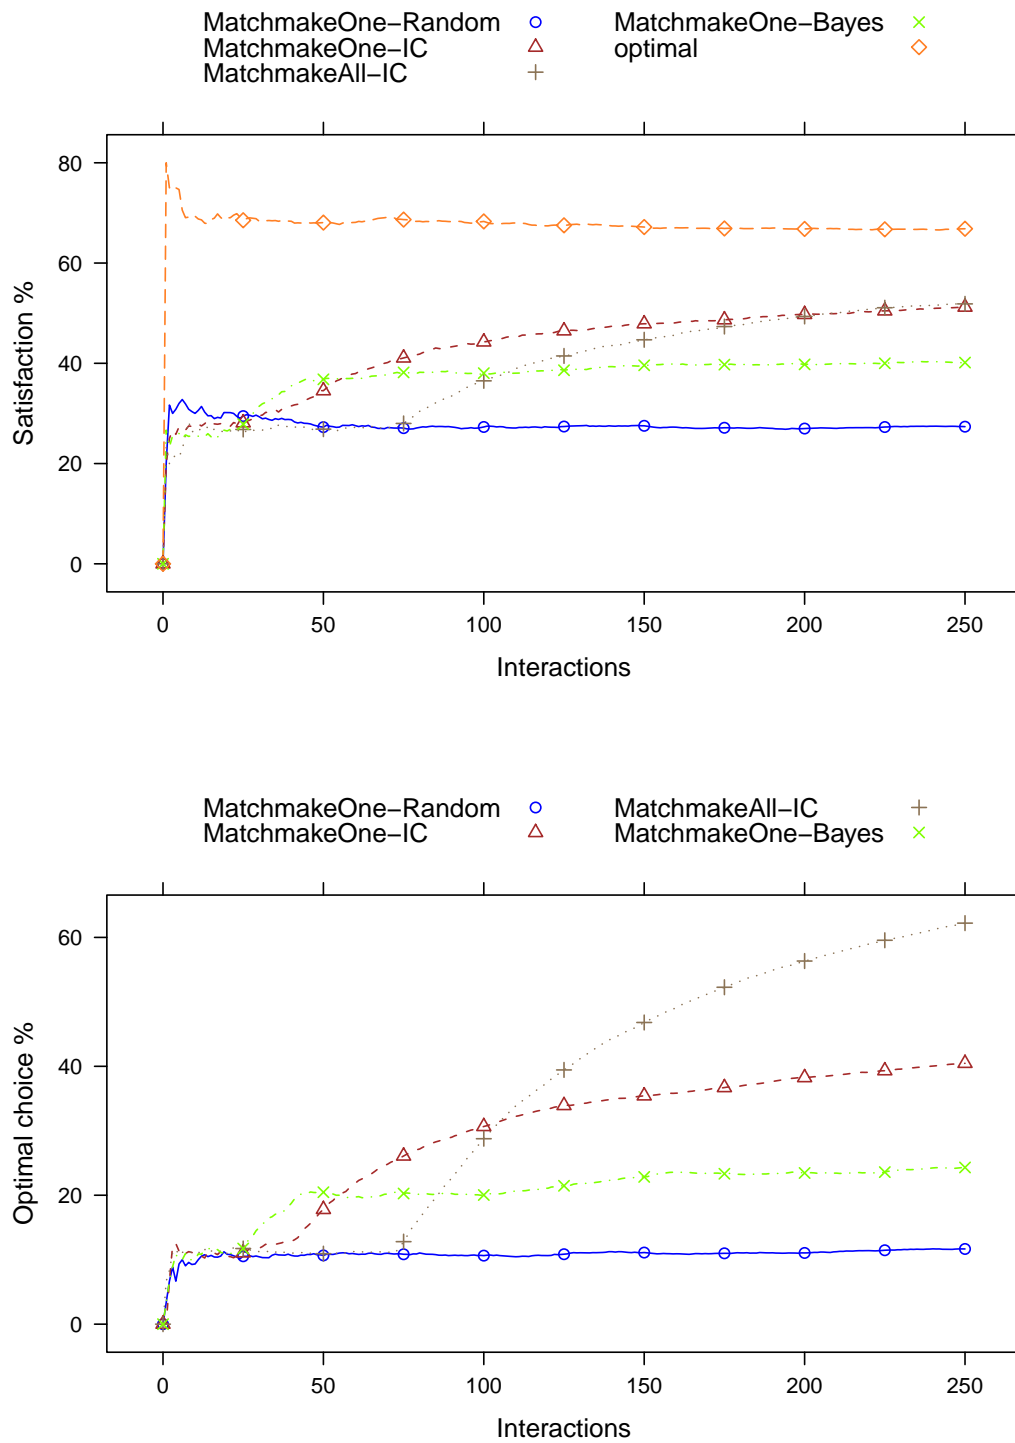 MatchmakeOne−Random
MatchmakeOne−IC
MatchmakeAll−IC
MatchmakeOne−Bayes
optimal
Satisfaction %
80
60
40
20
0
0 50 100 150 200 250
Interactions
MatchmakeOne−Random
MatchmakeOne−IC
MatchmakeAll−IC
MatchmakeOne−Bayes
Optimal choice %
60
40
20
0
0 50 100 150 200 250
Interactions